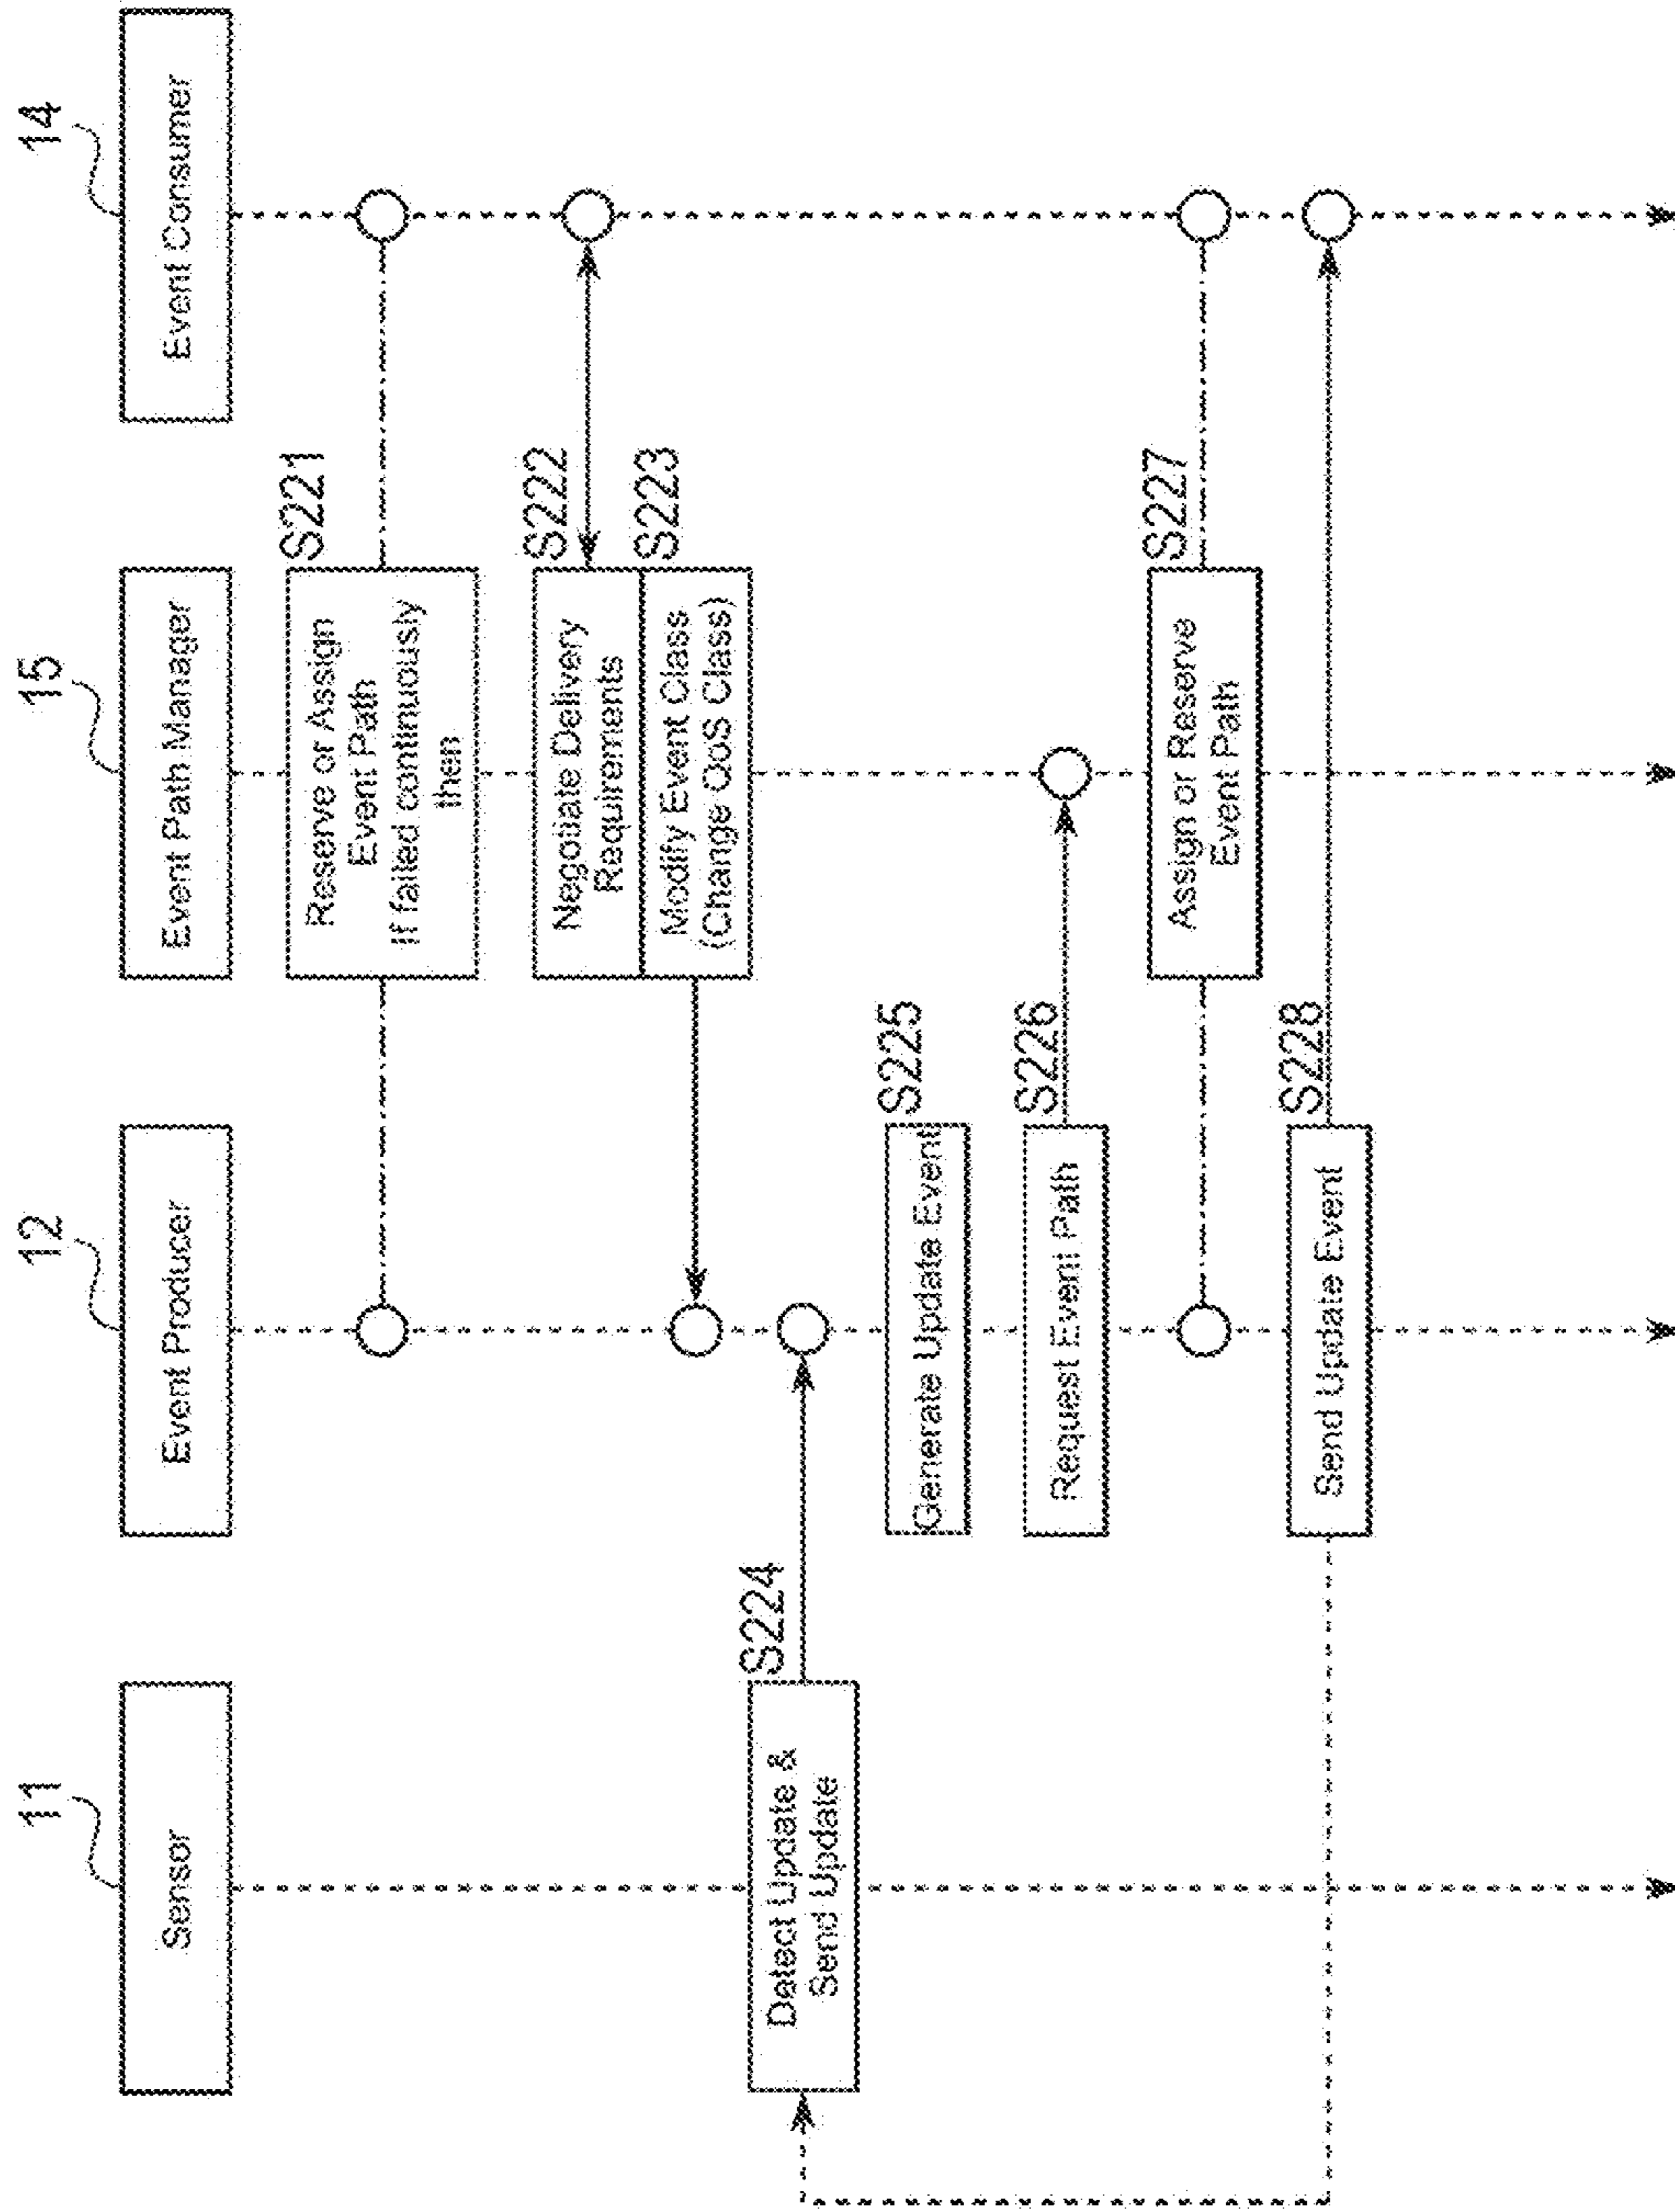 11
12
15
14
Sensor
Event Producer
Event Path Manager
Event Consumer
S221
Reserve or Assign
Event Path
If failed continuously
then
S222
Negotiate Delivery
Requirements
S223
Modify Event Class
(Change QoS Class)
S224
Detect Update &
Send Update
S225
Generate Update Event
S226
Request Event Path
S227
Assign or Reserve
Event Path
S228
Send Update Event